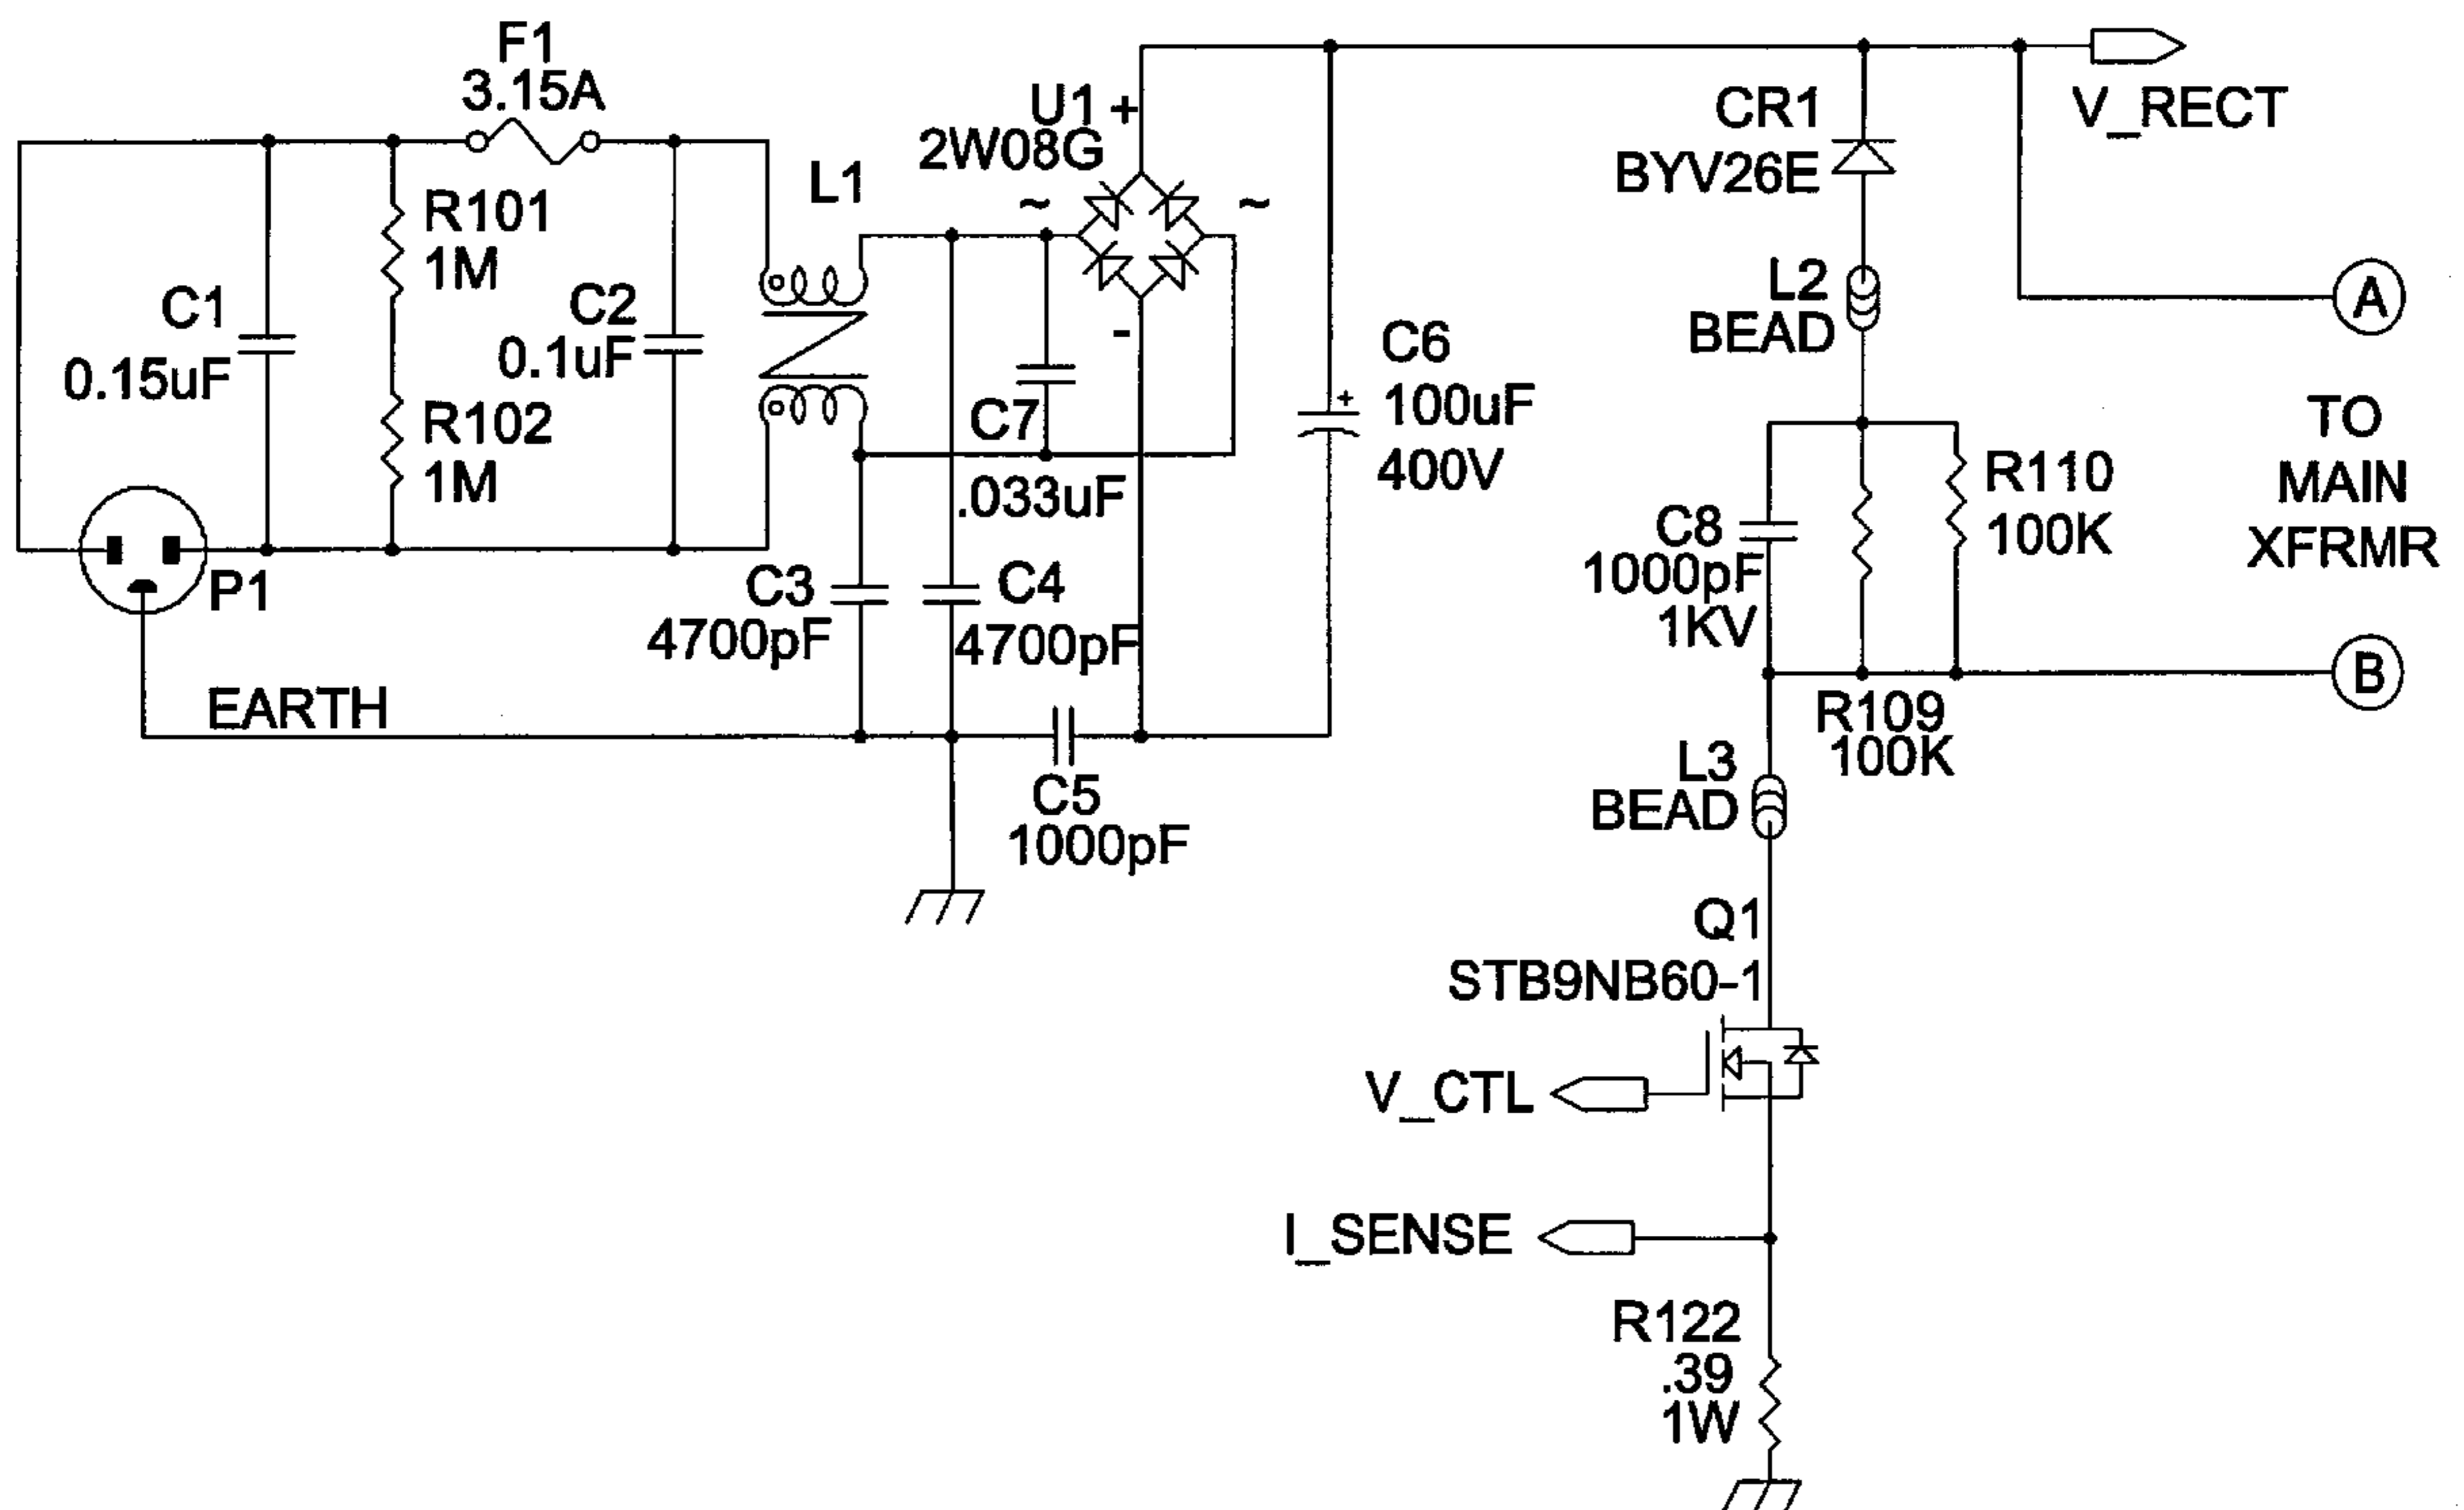 F1
3.15A
U1 +
2W08G
~
~
-
L1
R101
1M
C1
0.15uF
C2
0.1uF
R102
1M
P1
C7
.033uF
C3
4700pF
C4
4700pF
EARTH
C5
1000pF
C6
+
100uF
400V
CR1
BYV26E
V_RECT
L2
BEAD
A
TO
MAIN
XFRMR
R110
100K
C8
1000pF
1KV
B
R109
100K
L3
BEAD
Q1
STB9NB60-1
V_CTL
I_SENSE
R122
.39
1W